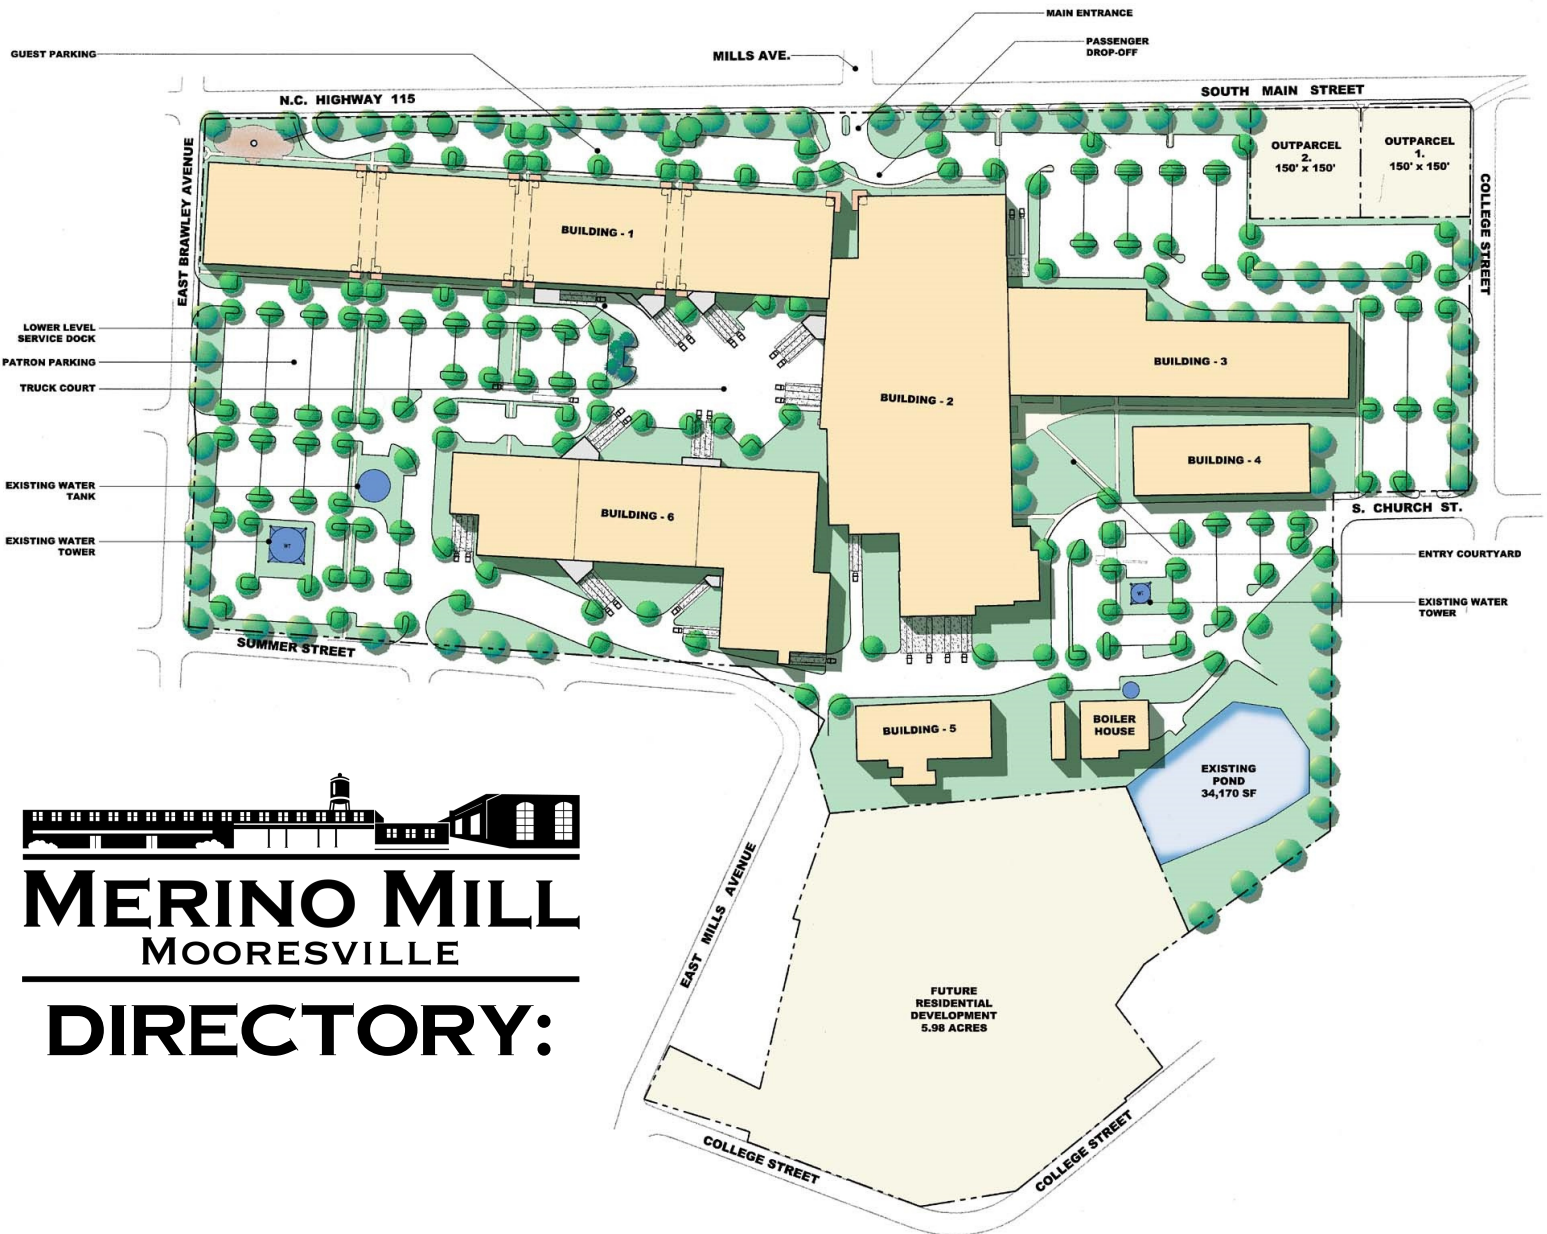 MAIN ENTRANCE
GUEST PARKING
MILLS AVE.
PASSENGER
DROP-OFF
N.C. HIGHWAY 115
SOUTH MAIN STREET
OUTPARCEL
2.
150' x 150'
OUTPARCEL
1.
150' x 150'
EAST BRAWLEY AVENUE
COLLEGE STREET
BUILDING - 1
LOWER LEVEL
SERVICE DOCK
PATRON PARKING
TRUCK COURT
BUILDING - 2
BUILDING - 3
BUILDING - 4
EXISTING WATER
TANK
BUILDING - 6
S. CHURCH ST.
EXISTING WATER
TOWER
WT
ENTRY COURTYARD
WT
EXISTING WATER
TOWER
SUMMER STREET
BUILDING - 5
BOILER
HOUSE
EXISTING
POND
34,170 SF
EAST MILLS AVENUE
MERINO MILL
MOORESVILLE
DIRECTORY:
FUTURE
RESIDENTIAL
DEVELOPMENT
5.98 ACRES
COLLEGE STREET
COLLEGE STREET